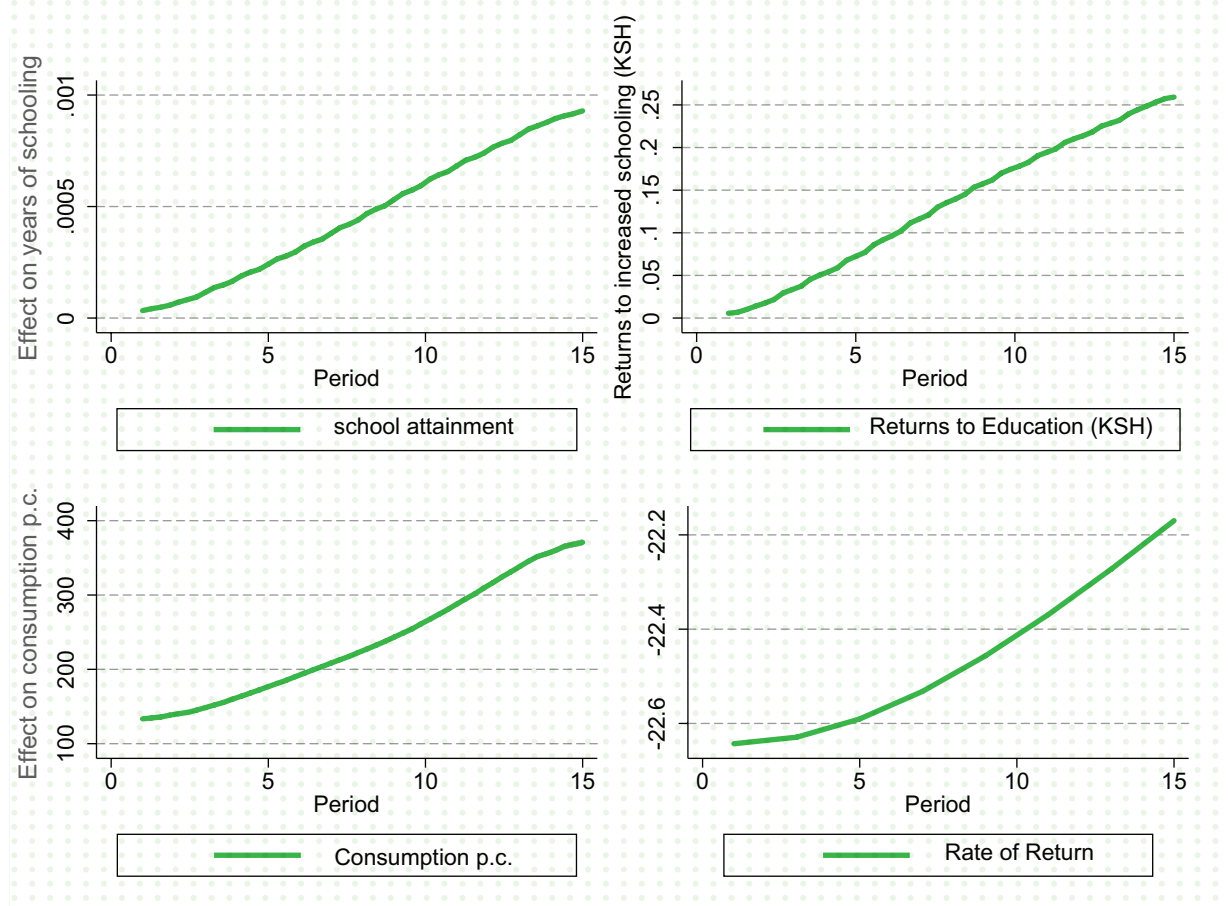 Effect on years of schooling
.001
.0005
0
0 5 10 15
Period
school attainment
Returns to increased schooling (KSH)
.25
.2
.15
.1
.05
0
0 5 10 15
Period
Returns to Education (KSH)
Effect on consumption p.c.
400
300
200
100
0 5 10 15
Period
Consumption p.c.
-22.2
-22.4
-22.6
0 5 10 15
Period
Rate of Return